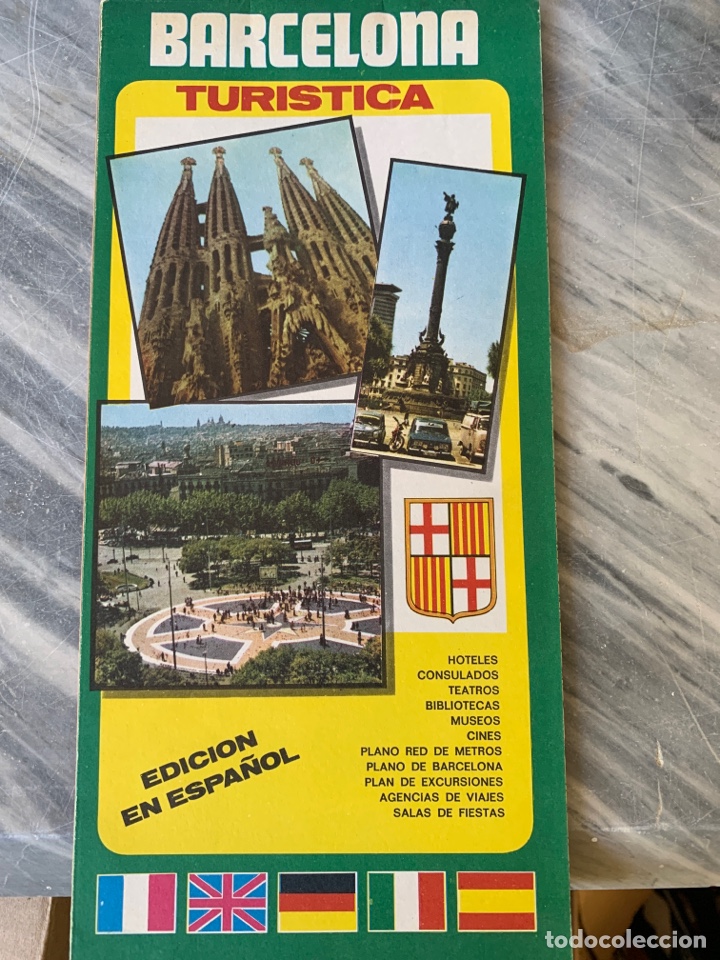 BARCELONA
TURISTICA
HOTELES
CONSULADOS
TEATROS
BIBLIOTECAS
MUSEOS
CINES
PLANO RED DE METROS
PLANO DE BARCELONA
PLAN DE EXCURSIONES
AGENCIAS DE VIAJES
SALAS DE FIESTAS
EDICION
EN ESPAÑOL
todocoleccion